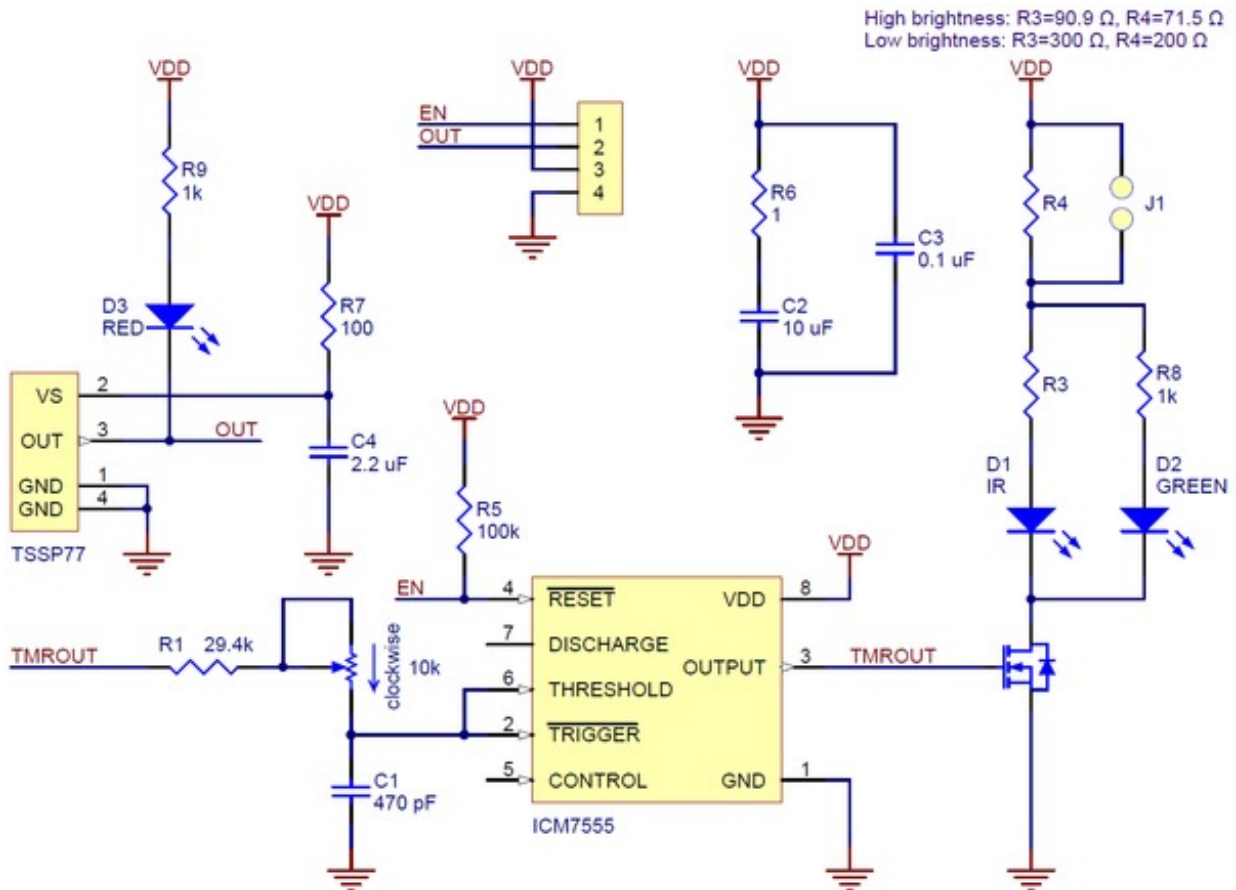 High brightness: R3=90.9 Ω, R4=71.5 Ω
Low brightness: R3=300 Ω, R4=200 Ω
VDD
R9
1k
D3
RED
VDD
R7
100
C4
2.2 uF
VS
2
OUT
3
OUT
GND
1
GND
4
TSSP77
VDD
EN
OUT
1
2
3
4
VDD
R6
1
C2
10 uF
C3
0.1 uF
VDD
R4
J1
R3
R8
1k
D1
IR
D2
GREEN
VDD
R5
100k
EN
TMROUT
R1 29.4k
clockwise
10k
C1
470 pF
4
RESET
7
DISCHARGE
6
THRESHOLD
2
TRIGGER
5
CONTROL
VDD
8
VDD
OUTPUT
3
TMROUT
GND
1
ICM7555